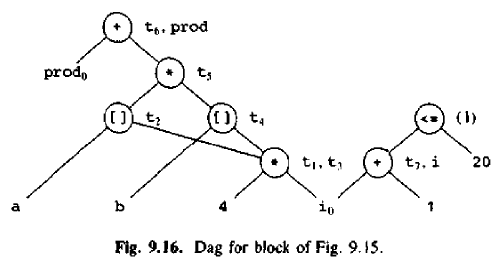 + t₆, prod
prod₀ * t₅
[ ] t₂ [ ] t₄ <= (1)
* t₁, t₃ + t₇, i 20
a b 4 i₀ 1
Fig. 9.16. Dag for block of Fig. 9.15.